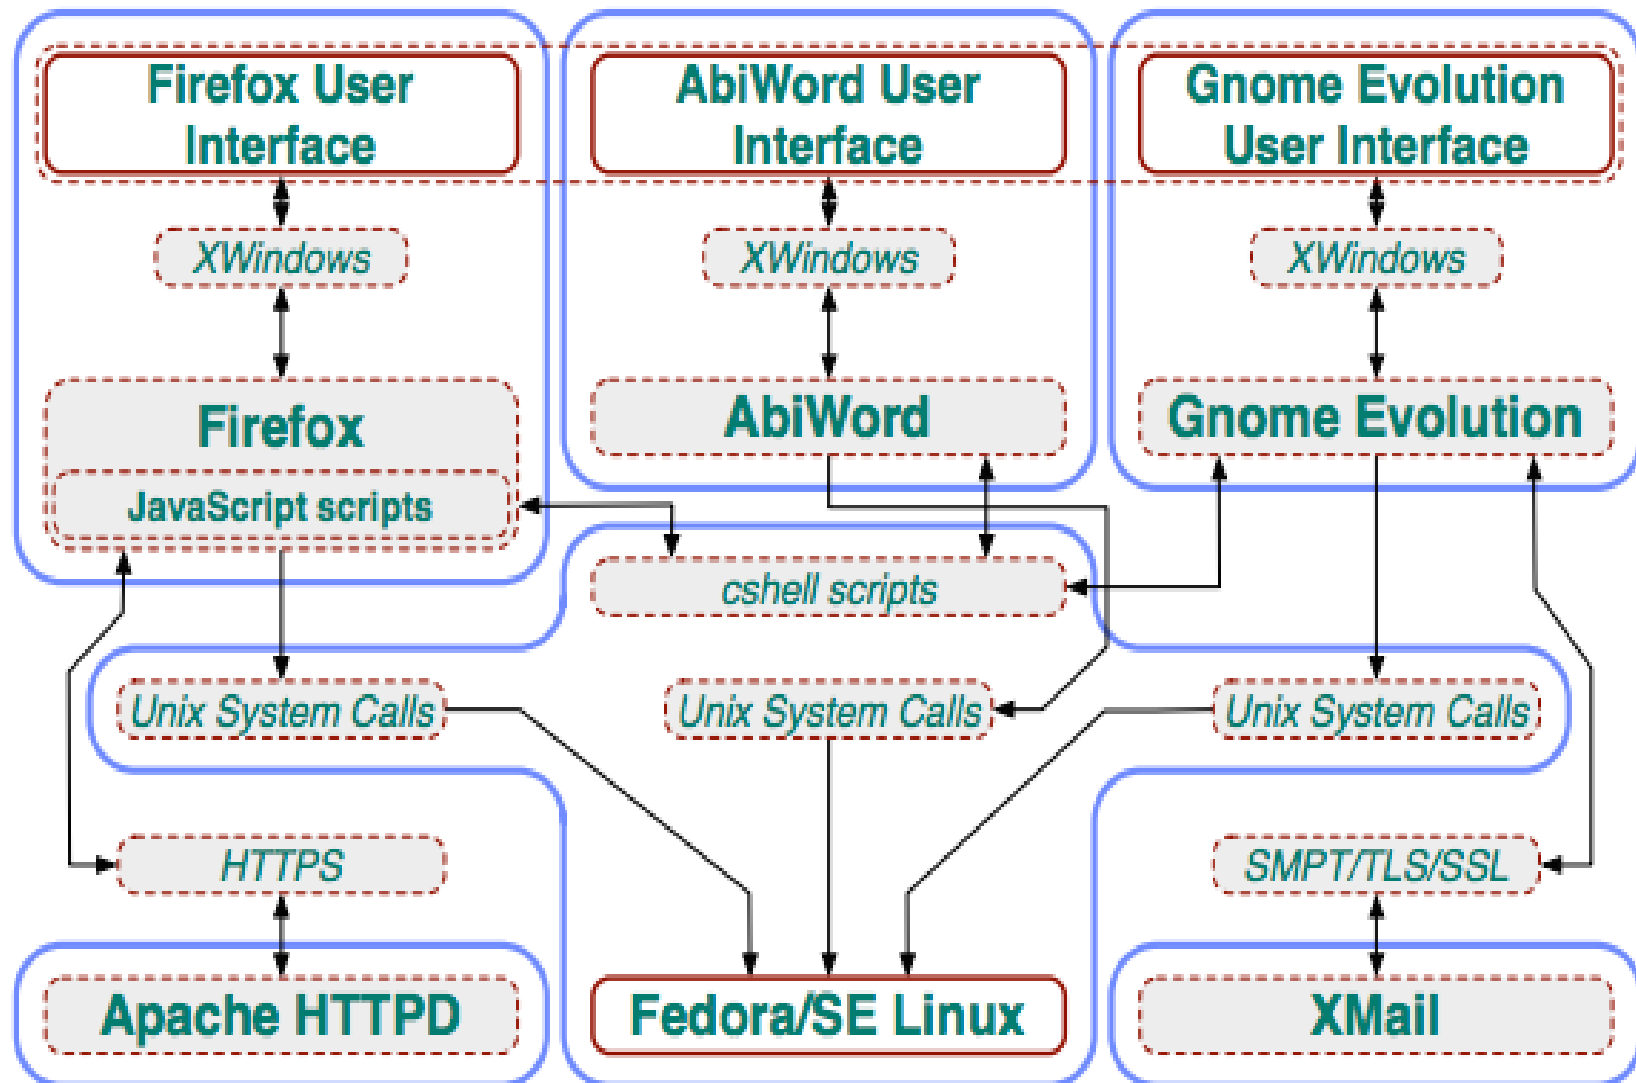 Firefox User
Interface
AbiWord User
Interface
Gnome Evolution
User Interface
XWindows
XWindows
XWindows
Firefox
JavaScript scripts
AbiWord
Gnome Evolution
cshell scripts
Unix System Calls
Unix System Calls
Unix System Calls
HTTPS
SMPT/TLS/SSL
Apache HTTPD
Fedora/SE Linux
XMail